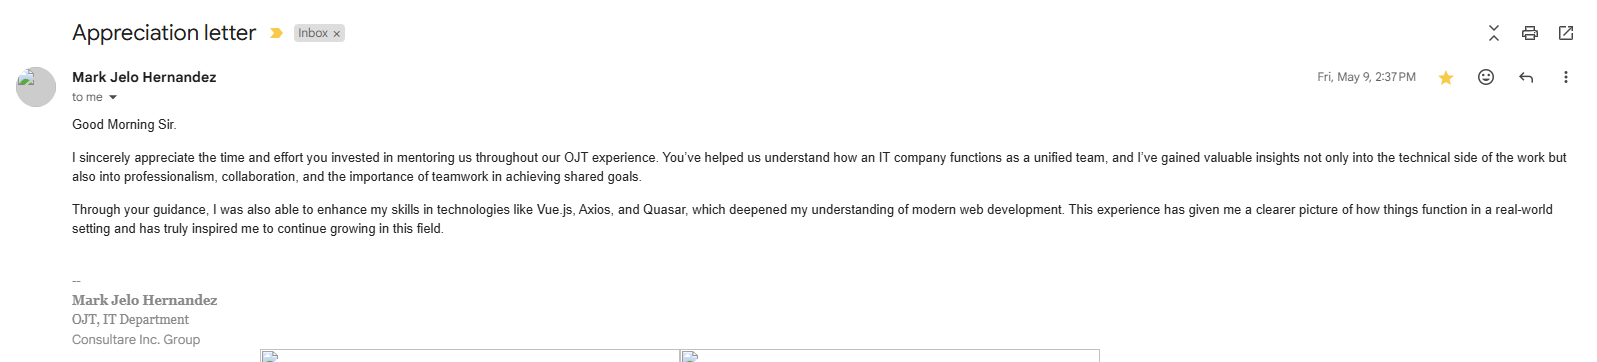 Appreciation letter
Inbox ×
Mark Jelo Hernandez
Fri, May 9, 2:37 PM
to me
Good Morning Sir.
I sincerely appreciate the time and effort you invested in mentoring us throughout our OJT experience. You've helped us understand how an IT company functions as a unified team, and I've gained valuable insights not only into the technical side of the work but
also into professionalism, collaboration, and the importance of teamwork in achieving shared goals.
Through your guidance, I was also able to enhance my skills in technologies like Vue.js, Axios, and Quasar, which deepened my understanding of modern web development. This experience has given me a clearer picture of how things function in a real-world
setting and has truly inspired me to continue growing in this field.
--
Mark Jelo Hernandez
OJT, IT Department
Consultare Inc. Group